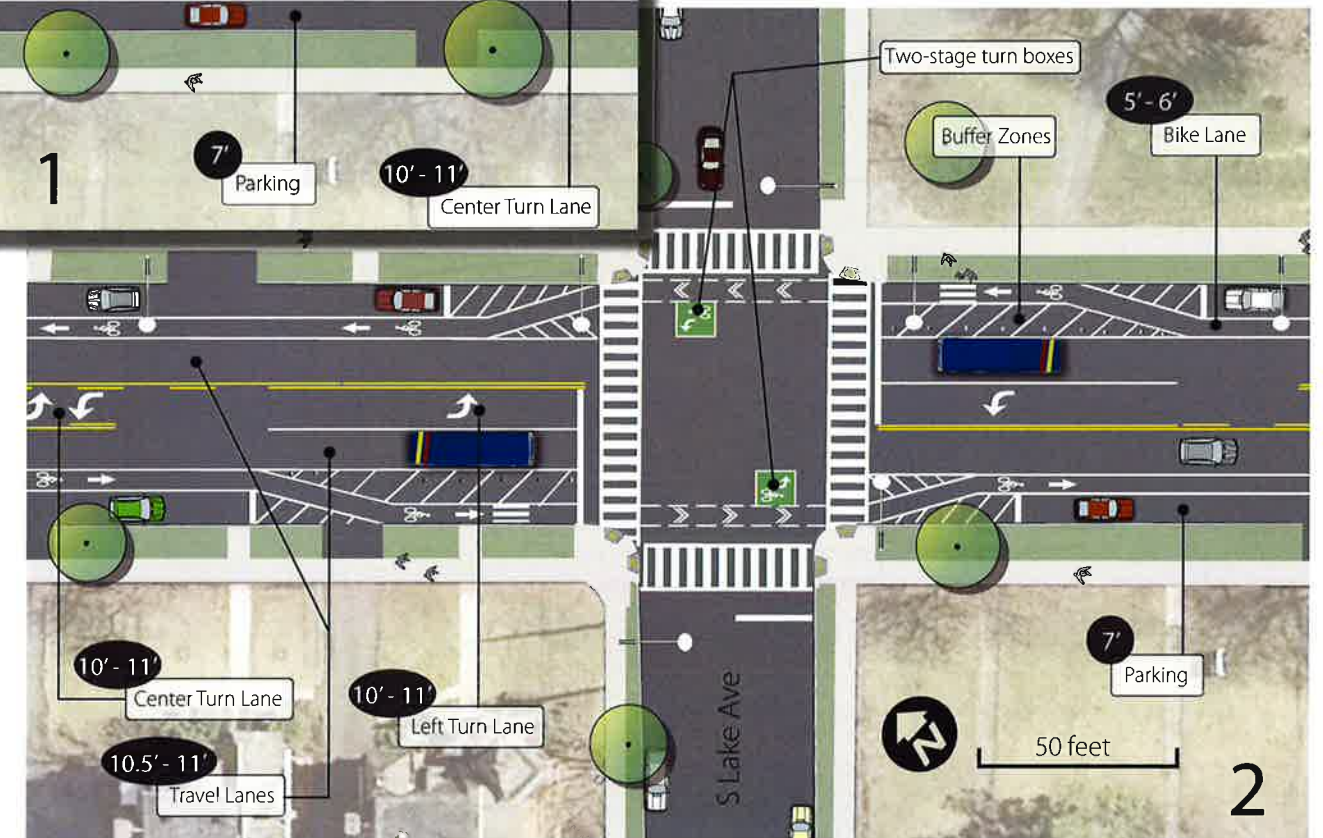 Two-stage turn boxes
5' - 6'
Buffer Zones
Bike Lane
7'
Parking
10' - 11'
Center Turn Lane
1
10' - 11'
Center Turn Lane
10' - 11'
Left Turn Lane
10.5' - 11'
Travel Lanes
S Lake Ave
7'
Parking
N
50 feet
2